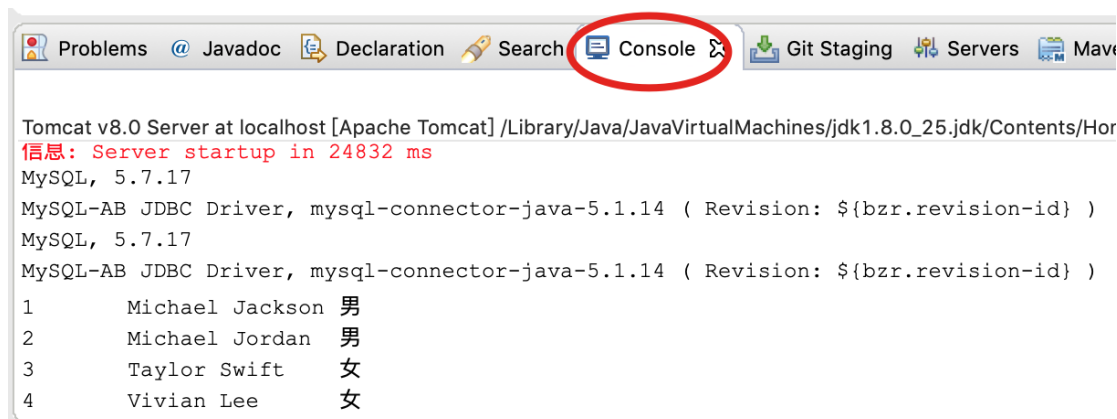 Problems @ Javadoc Declaration Search Console Git Staging Servers Mave
Tomcat v8.0 Server at localhost [Apache Tomcat] /Library/Java/JavaVirtualMachines/jdk1.8.0_25.jdk/Contents/Hor
信息: Server startup in 24832 ms
MySQL, 5.7.17
MySQL-AB JDBC Driver, mysql-connector-java-5.1.14 ( Revision: ${bzr.revision-id} )
MySQL, 5.7.17
MySQL-AB JDBC Driver, mysql-connector-java-5.1.14 ( Revision: ${bzr.revision-id} )
1 Michael Jackson 男
2 Michael Jordan 男
3 Taylor Swift 女
4 Vivian Lee 女